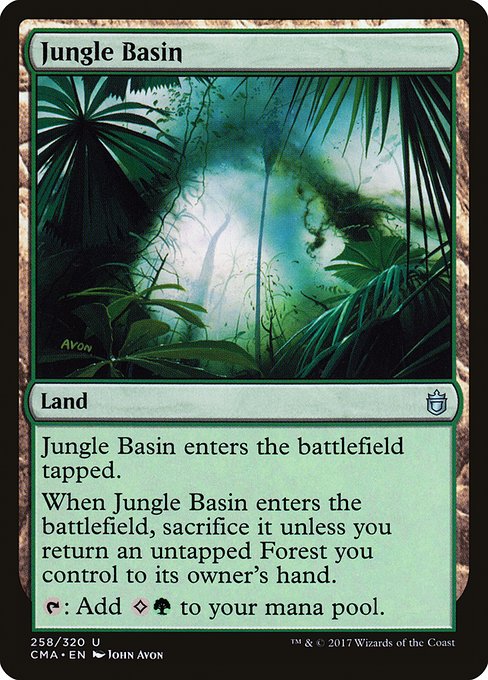 Jungle Basin
AVON
Land
Jungle Basin enters the battlefield
tapped.
When Jungle Basin enters the
battlefield, sacrifice it unless you
return an untapped Forest you
control to its owner's hand.
: Add to your mana pool.
258/320 U
CMA • EN John Avon
™ & © 2017 Wizards of the Coast